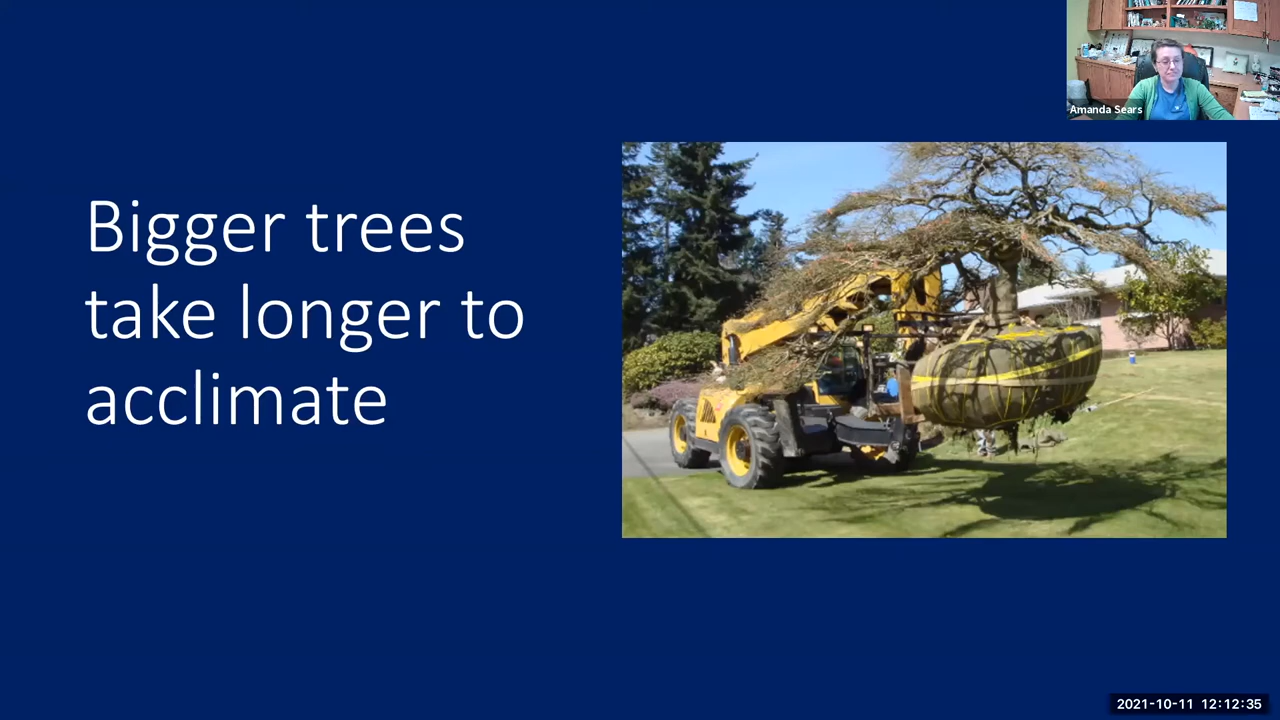 Amanda Sears
Bigger trees
take longer to
acclimate
2021-10-11 12:12:35